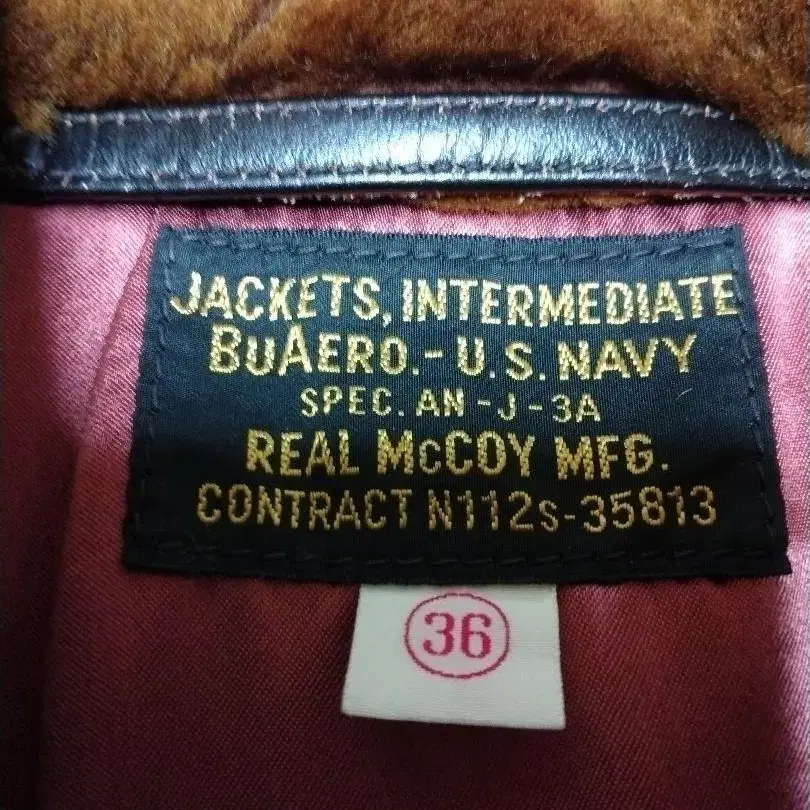 JACKETS, INTERMEDIATE
BUAERO.- U.S. NAVY
SPEC. AN -J-3A
REAL McCOY MFG.
CONTRACT N112s-35813
36